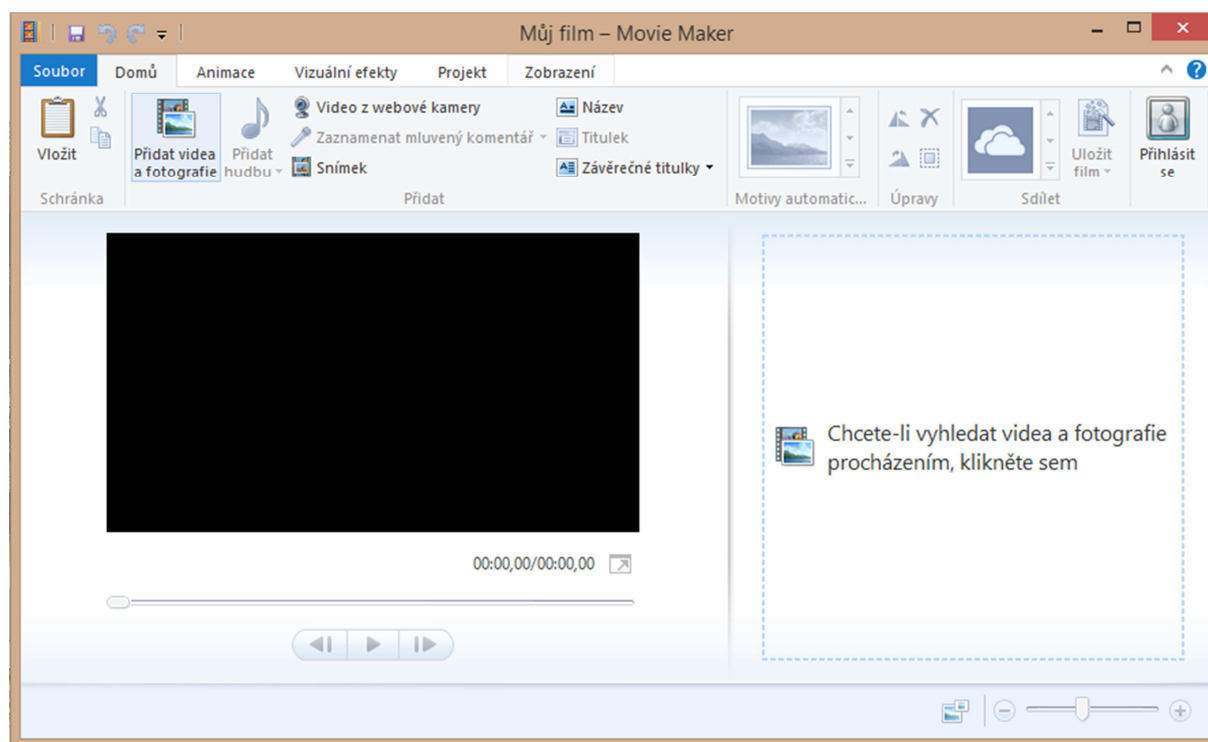 Můj film – Movie Maker
Soubor Domů Animace Vizuální efekty Projekt Zobrazení
Vložit
Schránka
Přidat videa
a fotografie
Přidat
hudbu
Video z webové kamery
Zaznamenat mluvený komentář
Snímek
Název
Titulek
Závěrečné titulky
Přidat
Motivy automatic...
Úpravy
Uložit
film
Sdílet
Přihlásit
se
Chcete-li vyhledat videa a fotografie
procházením, klikněte sem
00:00,00/00:00,00